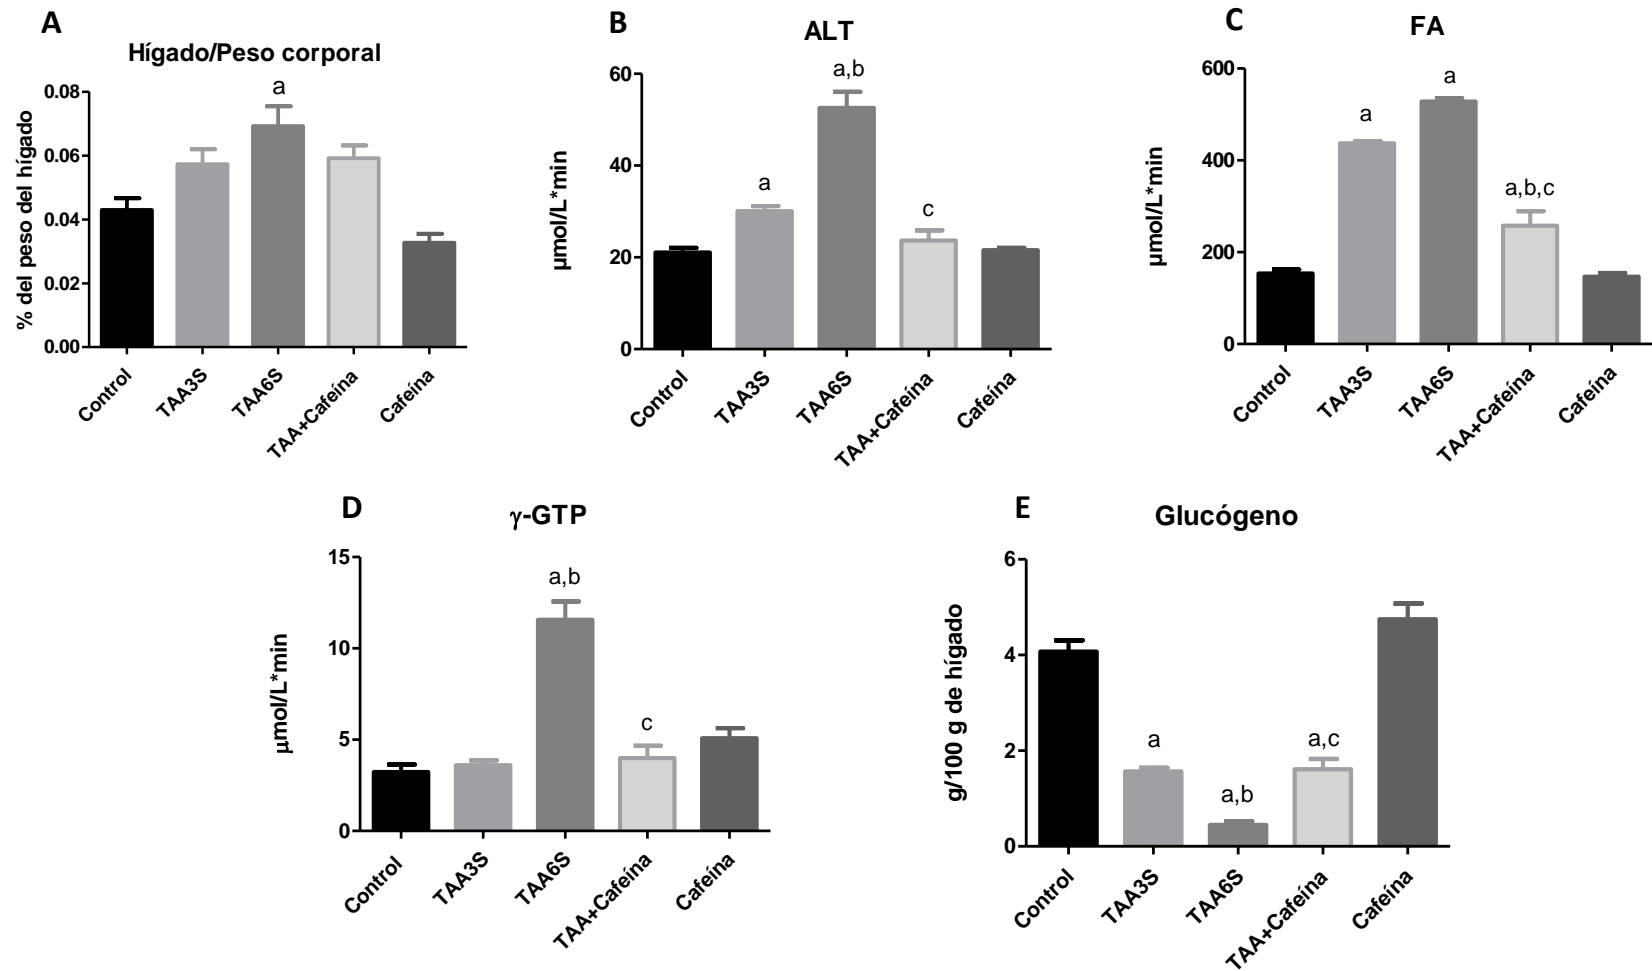 A
Hígado/Peso corporal
% del peso del hígado
0.08
0.06
0.04
0.02
0.00
a
Control
TAA3S
TAA6S
TAA+Cafeína
Cafeína
B
ALT
µmol/L*min
60
40
20
0
a
a,b
c
Control
TAA3S
TAA6S
TAA+Cafeína
Cafeína
C
FA
µmol/L*min
600
400
200
0
a
a
a,b,c
Control
TAA3S
TAA6S
TAA+Cafeína
Cafeína
D
γ-GTP
µmol/L*min
15
10
5
0
a,b
c
Control
TAA3S
TAA6S
TAA+Cafeína
Cafeína
E
Glucógeno
g/100 g de hígado
6
4
2
0
a
a,b
a,c
Control
TAA3S
TAA6S
TAA+Cafeína
Cafeína